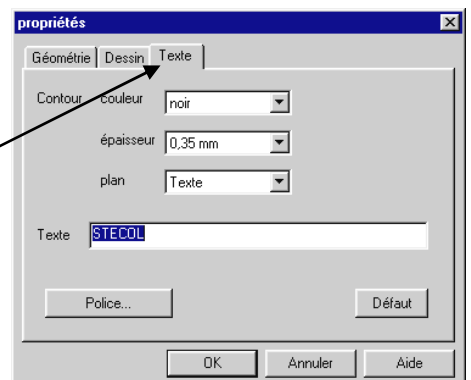 propriétés
Géométrie Dessin Texte
Contour couleur noir
épaisseur 0,35 mm
plan Texte
Texte STECOL
Police... Défaut
OK Annuler Aide